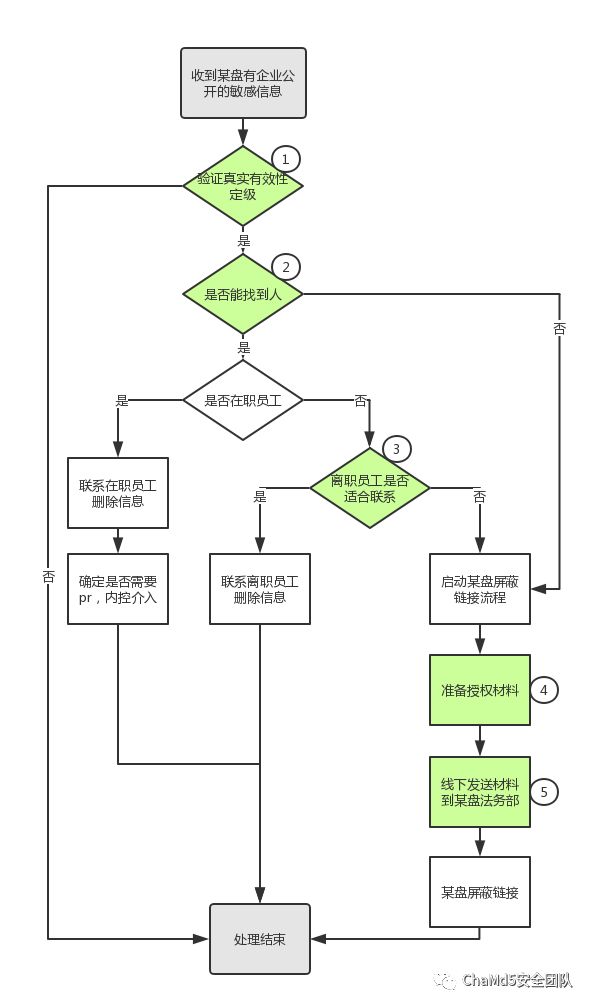 收到某盘有企业公
开的敏感信息
1
验证真实有效性
定级
是
2
是否能找到人
否
是
是否在职员工
是
否
3
离职员工是否
适合联系
联系在职员工
删除信息
是
否
确定是否需要
pr，内控介入
联系离职员工
删除信息
启动某盘屏蔽
链接流程
否
准备授权材料
4
线下发送材料
到某盘法务部
5
某盘屏蔽链接
处理结束
ChaMd5安全团队